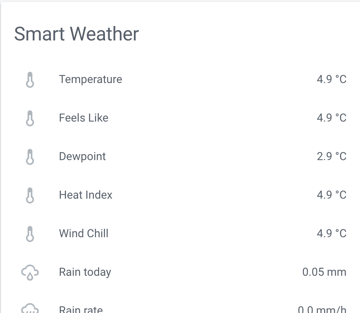 Smart Weather
Temperature 4.9 °C
Feels Like 4.9 °C
Dewpoint 2.9 °C
Heat Index 4.9 °C
Wind Chill 4.9 °C
Rain today 0.05 mm
Rain rate 0.0 mm/h